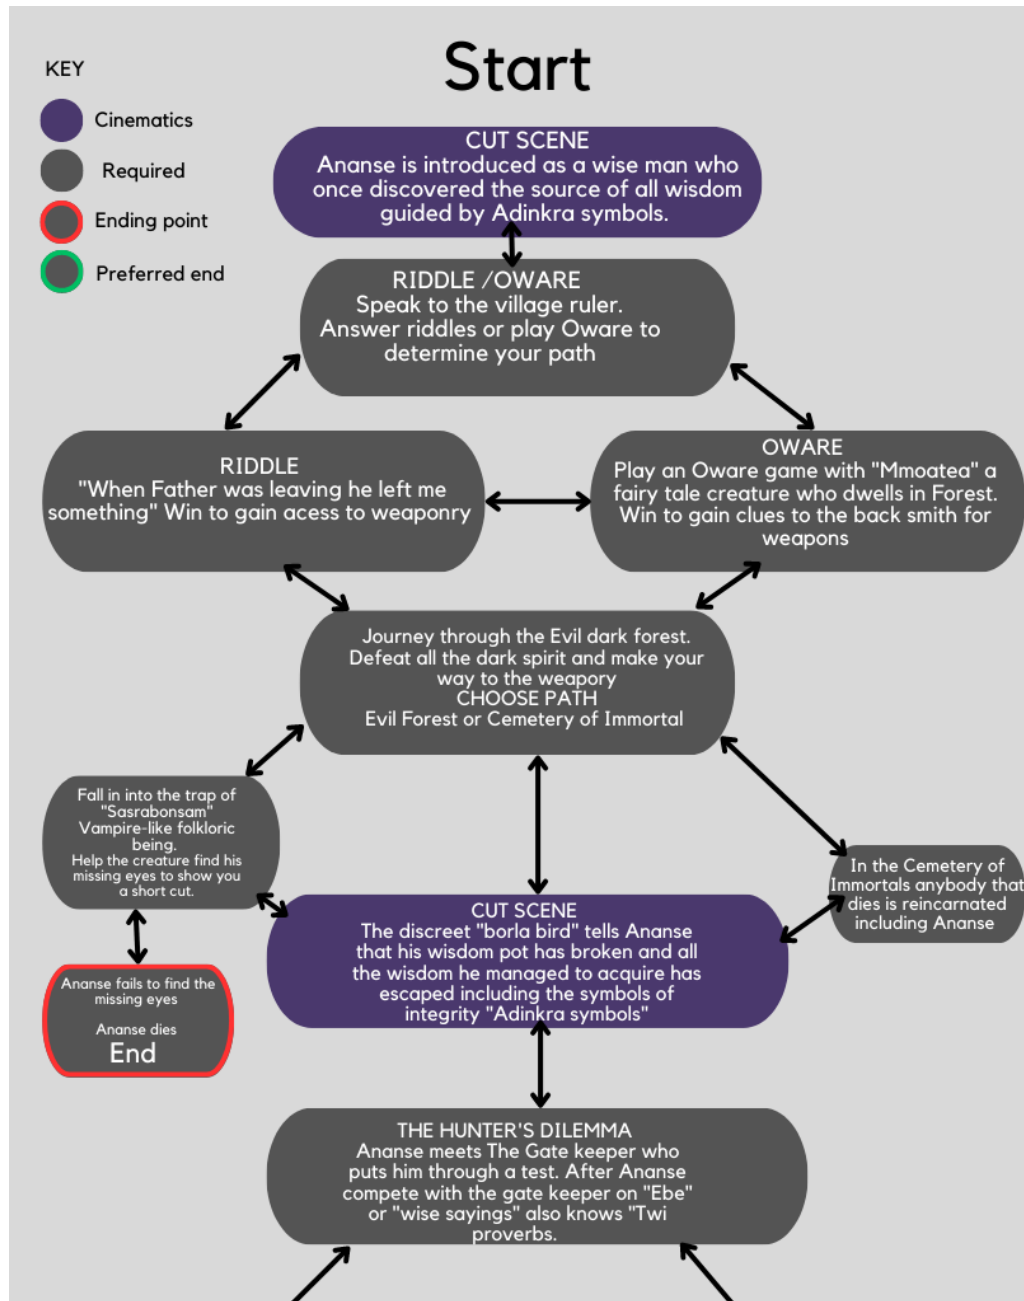 Start
KEY
Cinematics
Required
Ending point
Preferred end
CUT SCENE
Ananse is introduced as a wise man who
once discovered the source of all wisdom
guided by Adinkra symbols.
RIDDLE /OWARE
Speak to the village ruler.
Answer riddles or play Oware to
determine your path
RIDDLE
"When Father was leaving he left me
something" Win to gain acess to weaponry
OWARE
Play an Oware game with "Mmoatea" a
fairy tale creature who dwells in Forest.
Win to gain clues to the back smith for
weapons
Journey through the Evil dark forest.
Defeat all the dark spirit and make your
way to the weapory
CHOOSE PATH
Evil Forest or Cemetery of Immortal
Fall in into the trap of
"Sasrabonsam"
Vampire-like folkloric
being.
Help the creature find his
missing eyes to show you
a short cut.
In the Cemetery of
Immortals anybody that
dies is reincarnated
including Ananse
CUT SCENE
The discreet "borla bird" tells Ananse
that his wisdom pot has broken and all
the wisdom he managed to acquire has
escaped including the symbols of
integrity "Adinkra symbols"
Ananse fails to find the
missing eyes
Ananse dies
End
THE HUNTER'S DILEMMA
Ananse meets The Gate keeper who
puts him through a test. After Ananse
compete with the gate keeper on "Ebe"
or "wise sayings" also knows "Twi
proverbs.